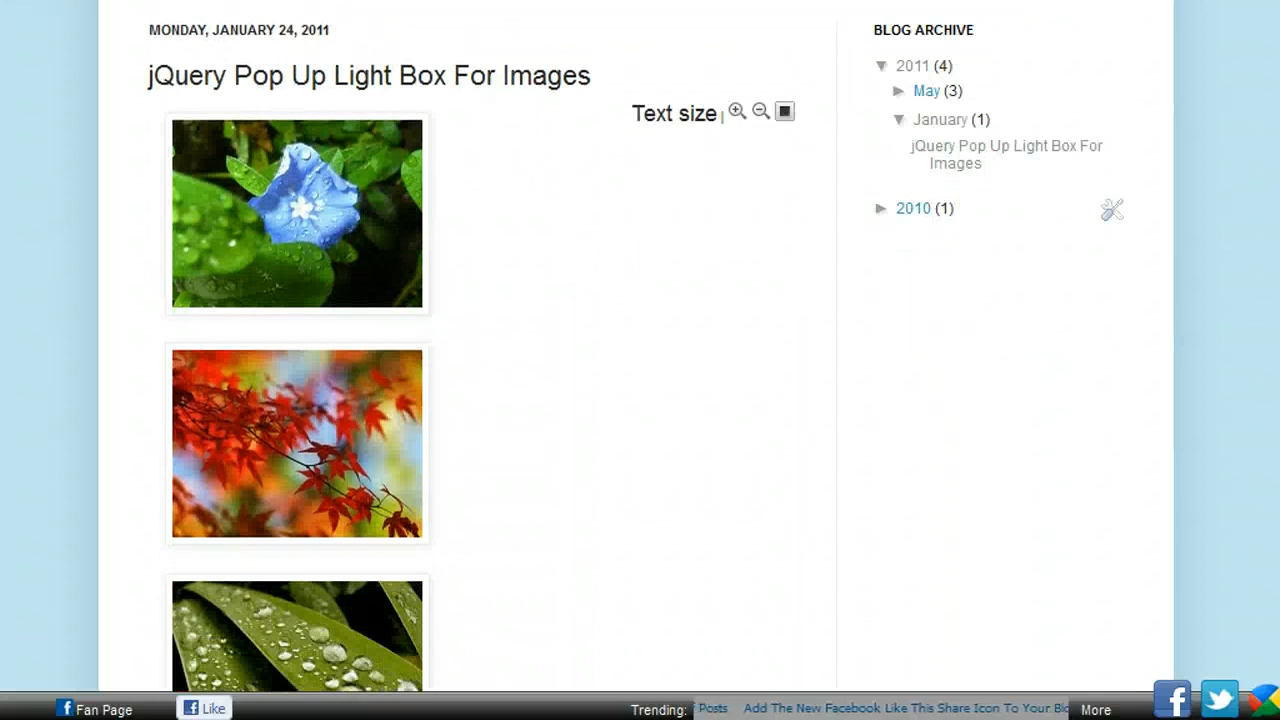 MONDAY, JANUARY 24, 2011
jQuery Pop Up Light Box For Images
Text size |
BLOG ARCHIVE
▼ 2011 (4)
► May (3)
▼ January (1)
jQuery Pop Up Light Box For
Images
► 2010 (1)
Fan Page
Like
Trending:
Posts
Add The New Facebook Like This Share Icon To Your
More